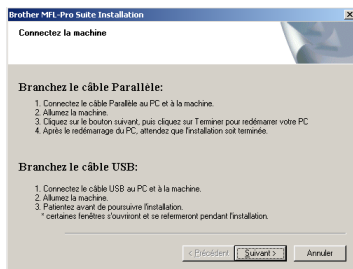 Brother MFL-Pro Suite Installation
Connectez la machine
Branchez le câble Parallèle:
1. Connectez le câble Parallèle au PC et à la machine.
2. Allumez la machine.
3. Cliquez sur le bouton suivant, puis cliquez sur Terminer pour redémarrer votre PC
4. Après le redémarrage du PC, attendez que l'installation soit terminée.
Branchez le câble USB:
1. Connectez le câble USB au PC et à la machine.
2. Allumez la machine.
3. Patientez avant de poursuivre l'installation.
* certaines fenêtres s'ouvriront et se refermeront pendant l'installation.
< Précédent Suivant > Annuler